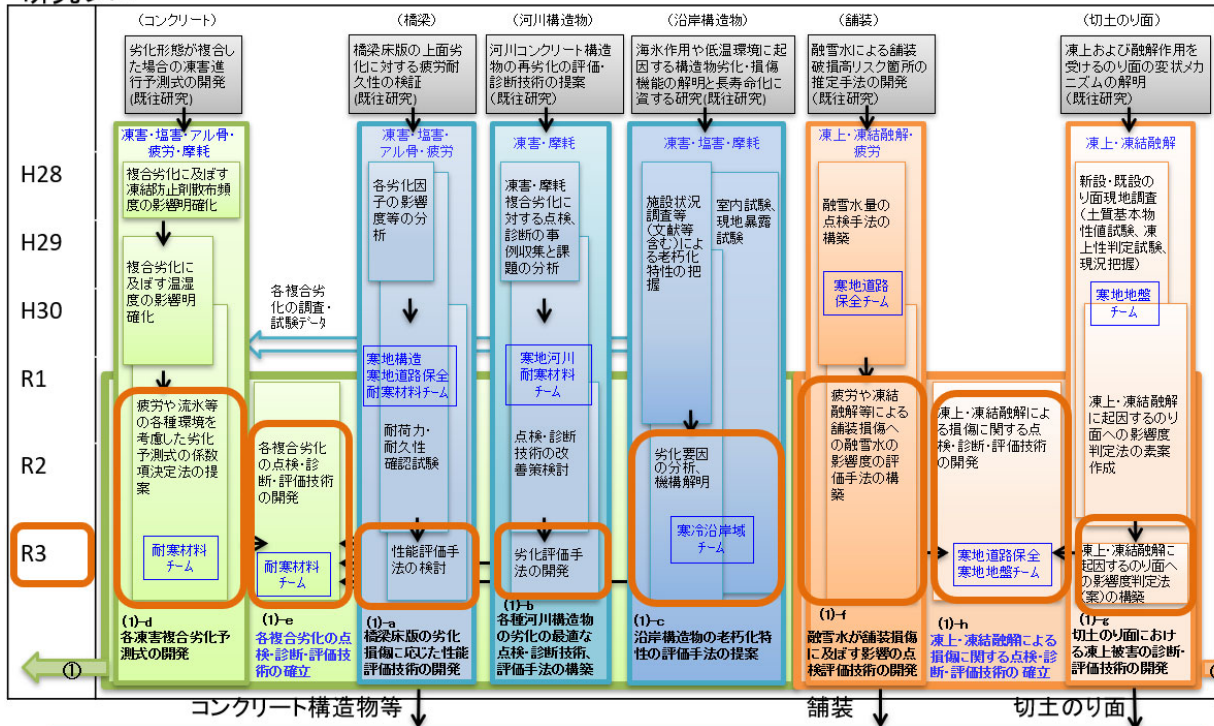 (コンクリート)
(橋梁)
(河川構造物)
(沿岸構造物)
(舗装)
(切土のり面)
劣化形態が複合し
た場合の凍害進
行予測式の開発
(既往研究)
橋梁床版の上面劣
化に対する疲労耐
久性の検証
(既往研究)
河川コンクリート構造
物の再劣化の評価・
診断技術の提案
(既往研究)
海水作用や低温環境に起
因する構造物劣化・損傷
機能の解明と長寿命化に
資する研究(既往研究)
融雪水による舗装
破損高リスク箇所の
推定手法の開発
(既往研究)
凍上および融解作用を
受けるのり面の変状メカ
ニズムの解明
(既往研究)
凍害・塩害・アル骨・
疲労・摩耗
凍害・塩害・
アル骨・疲労
凍害・摩耗
凍害・塩害・摩耗
凍上・凍結融解・
疲労
凍上・凍結融解
H28
H29
H30
R1
R2
R3
複合劣化に及ぼす
凍結防止剤散布頻
度の影響明確化
複合劣化に
及ぼす温湿
度の影響明
確化
疲労や流水等
の各種環境を
考慮した劣化
予測式の係数
項決定法の提
案
耐寒材料
チーム
(1)-d
各凍害複合劣化予
測式の開発
各複合劣
化の調査・
試験データ
各複合劣化
の点検・診
断・評価技術
の開発
耐寒材料
チーム
(1)-e
各複合劣化の点
検・診断・評価技
術の確立
各劣化因
子の影響
度等の分
析
寒地構造
寒地道路保全
耐寒材料チーム
耐荷力・
耐久性
確認試験
性能評価手
法の検討
(1)-a
橋梁床版の劣化
損傷に応じた性能
評価技術の開発
凍害・摩耗
複合劣化に
対する点検、
診断の事
例収集と課
題の分析
寒地河川
耐寒材料
チーム
点検・診断
技術の改
善策検討
劣化評価手
法の開発
(1)-b
各種河川構造物
の劣化の最適な
点検・診断技術、
評価手法の構築
施設状況
調査等
(文献等
含む)によ
る老朽化
特性の把
握
室内試験、
現地暴露
試験
劣化要因
の分析、
機構解明
寒冷沿岸域
チーム
(1)-c
沿岸構造物の老朽化特
性の評価手法の提案
融雪水量の
点検手法の
構築
寒地道路
保全チーム
疲労や凍結
融解等による
舗装損傷へ
の融雪水の
影響度の評
価手法の構
築
(1)-f
融雪水が舗装損傷
に及ぼす影響の点
検評価技術の開発
凍上・凍結融解によ
る損傷に関する点
検・診断・評価技術
の開発
寒地道路保全
寒地地盤チーム
(1)-h
凍上・凍結融解による
損傷に関する点検・診
断・評価技術の 確立
新設・既設の
り面現地調査
(土質基本物
性値試験、凍
上性判定試験、
現況把握)
寒地地盤
チーム
凍上・凍結融解
に起因するのり
面への影響度
判定法の素案
作成
凍上・凍結融解に
起因するのり面へ
の影響度判定法
(案)の構築
(1)-g
切土のり面におけ
る凍上被害の診断・
評価技術の開発
①
コンクリート構造物等
舗装
切土のり面